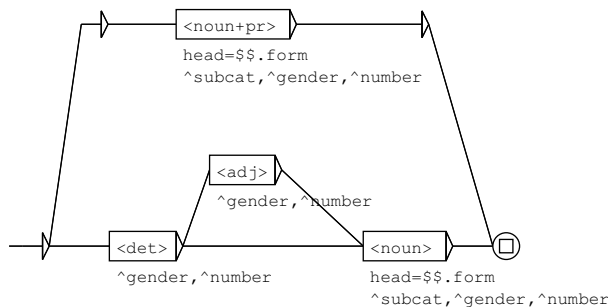 <noun+pr>
head=$$.form
^subcat,^gender,^number
<adj>
^gender,^number
<det>
^gender,^number
<noun>
head=$$.form
^subcat,^gender,^number